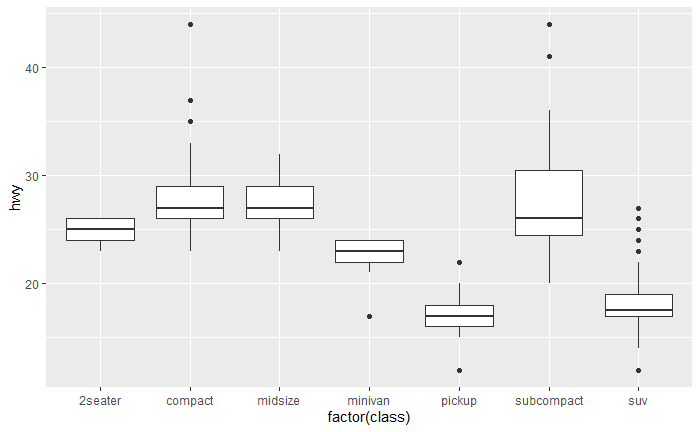 hwy
40
30
20
2seater compact midsize minivan pickup subcompact suv
factor(class)